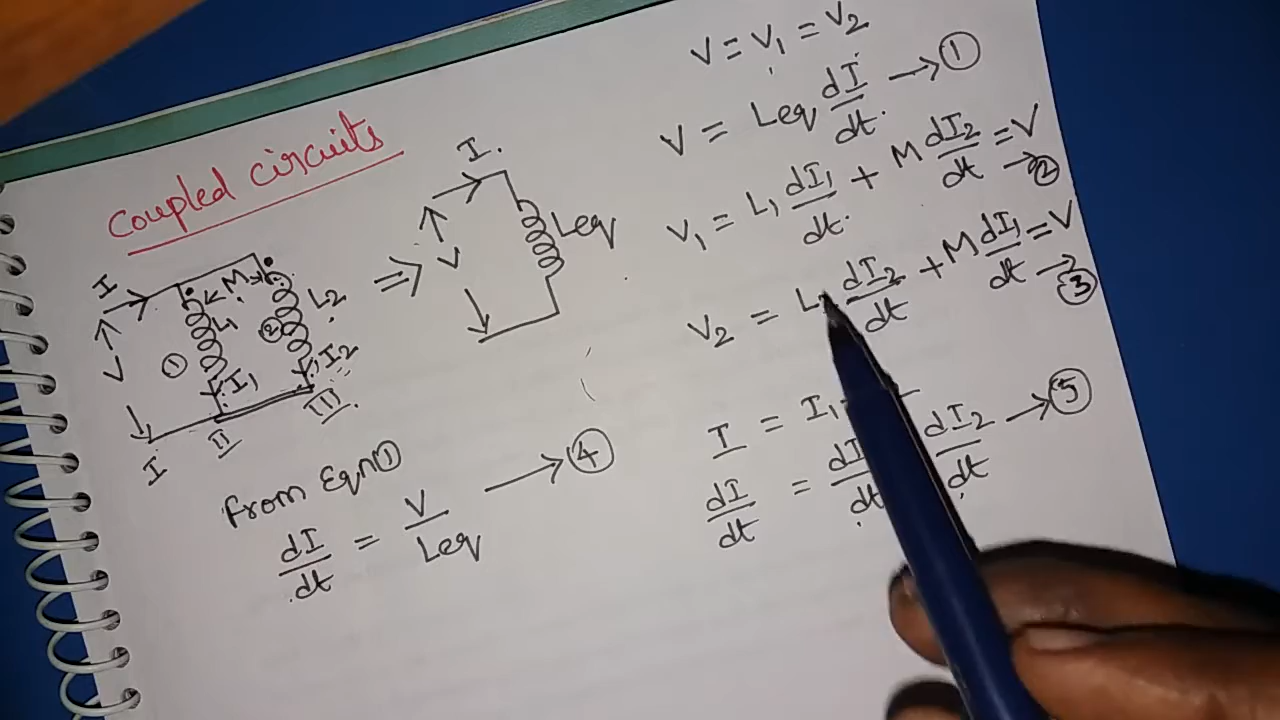 Coupled circuits
I
V
M
L1
L2
①
②
I1
I2
I
II
III
⇒
I.
V
Leq
V = V1 = V2
V = Leq dI/dt → ①
V1 = L1 dI1/dt + M dI2/dt = V → ②
V2 = L dI2/dt + M dI1/dt = V → ③
I = I1
dI/dt = dI/dt dI2/dt → ⑤
From Eqn①
dI/dt = V/Leq → ④